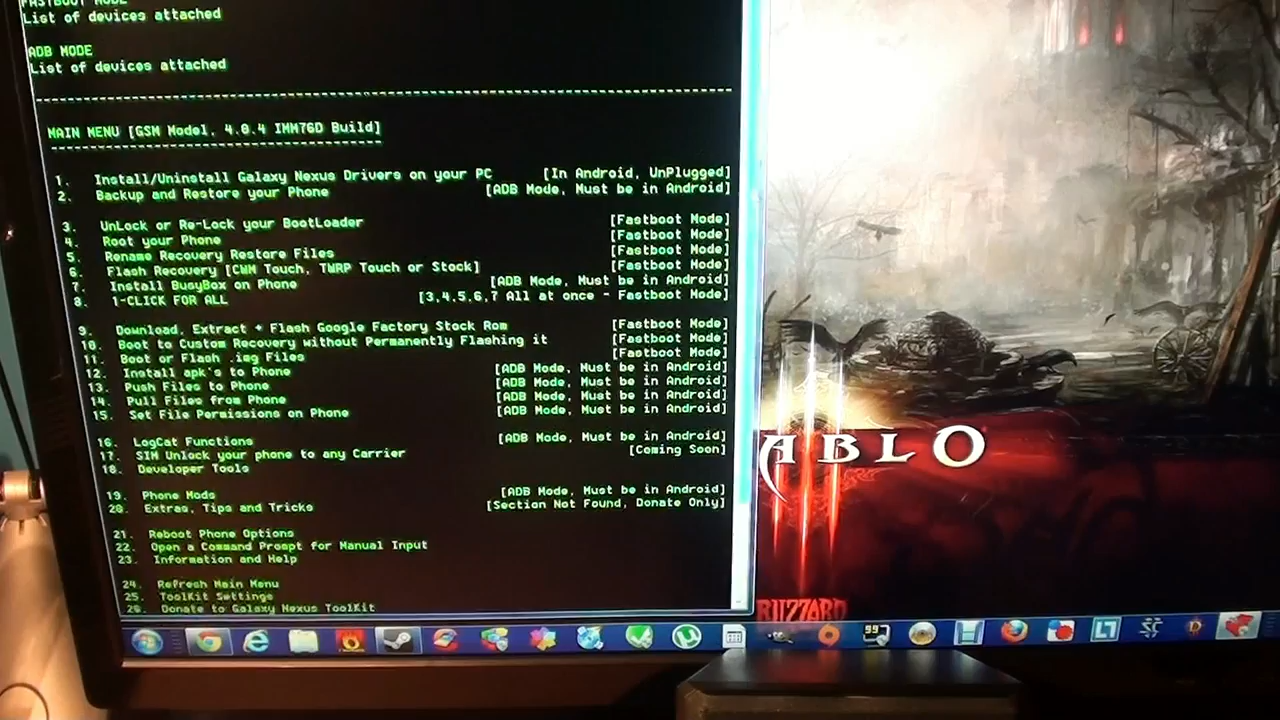 FASTBOOT MODE
List of devices attached
ADB MODE
List of devices attached
MAIN MENU [GSM Model, 4.0.4 IMM76D Build]
1. Install/Uninstall Galaxy Nexus Drivers on your PC [In Android, UnPlugged]
2. Backup and Restore your Phone [ADB Mode, Must be in Android]
3. UnLock or Re-Lock your BootLoader [Fastboot Mode]
4. Root your Phone [Fastboot Mode]
5. Rename Recovery Restore Files [Fastboot Mode]
6. Flash Recovery [CWM Touch, TWRP Touch or Stock] [Fastboot Mode]
7. Install BusyBox on Phone [ADB Mode, Must be in Android]
8. 1-CLICK FOR ALL [3,4,5,6,7 All at once - Fastboot Mode]
9. Download, Extract + Flash Google Factory Stock Rom [Fastboot Mode]
10. Boot to Custom Recovery without Permanently Flashing it [Fastboot Mode]
11. Boot or Flash .img Files [Fastboot Mode]
12. Install apk's to Phone [ADB Mode, Must be in Android]
13. Push Files to Phone [ADB Mode, Must be in Android]
14. Pull Files from Phone [ADB Mode, Must be in Android]
15. Set File Permissions on Phone [ADB Mode, Must be in Android]
16. LogCat Functions [ADB Mode, Must be in Android]
17. SIM Unlock your phone to any Carrier [Coming Soon]
18. Developer Tools
19. Phone Mods [ADB Mode, Must be in Android]
20. Extras, Tips and Tricks [Section Not Found, Donate Only]
21. Reboot Phone Options
22. Open a Command Prompt for Manual Input
23. Information and Help
24. Refresh Main Menu
25. ToolKit Settings
26. Donate to Galaxy Nexus ToolKit
ABLO
BLIZZARD
99